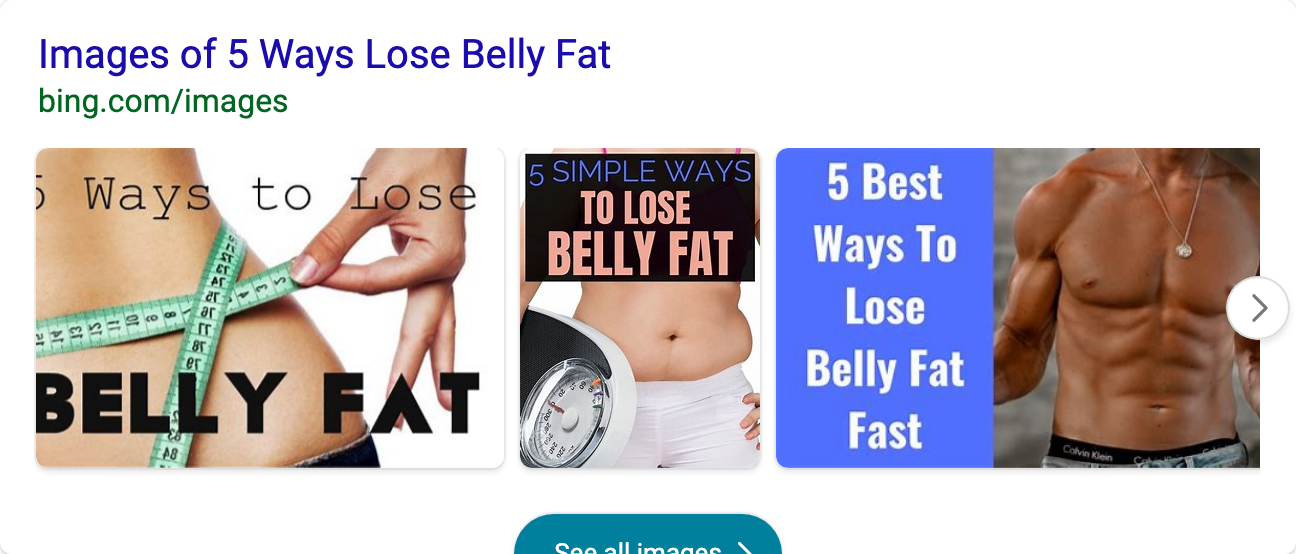 Images of 5 Ways Lose Belly Fat
bing.com/images
5 Ways to Lose
BELLY FAT
5 SIMPLE WAYS
TO LOSE
BELLY FAT
5 Best
Ways To
Lose
Belly Fat
Fast
Calvin Klein
See all images